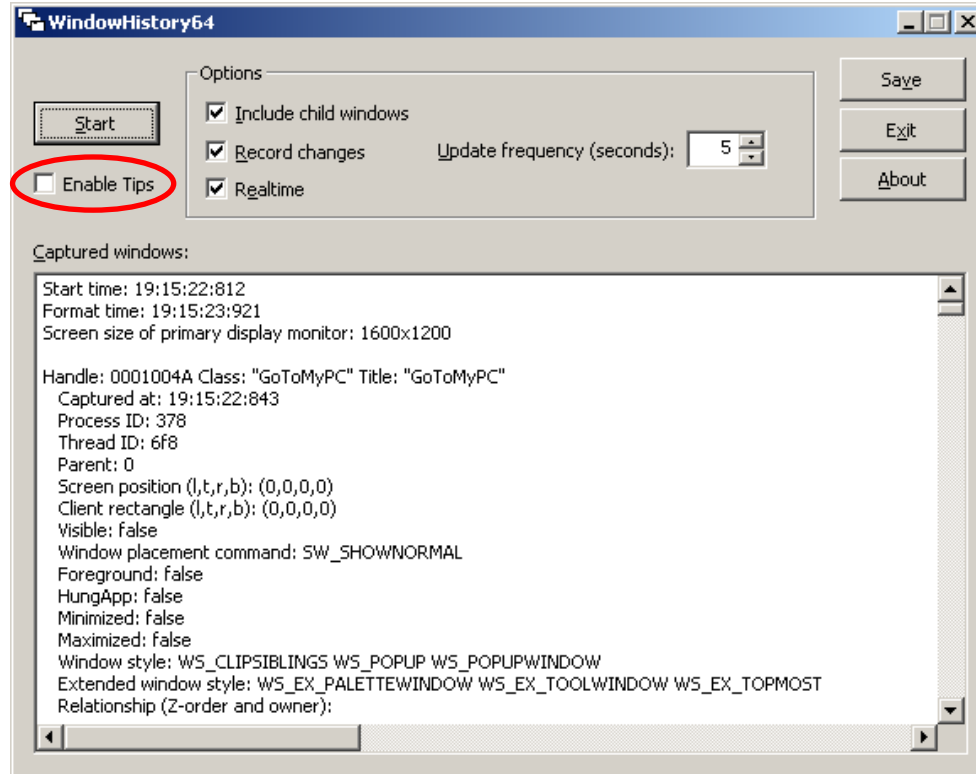 WindowHistory64
Options
Start
Include child windows
Record changes
Update frequency (seconds): 5
Enable Tips
Realtime
Save
Exit
About
Captured windows:
Start time: 19:15:22:812
Format time: 19:15:23:921
Screen size of primary display monitor: 1600x1200
Handle: 0001004A Class: "GoToMyPC" Title: "GoToMyPC"
Captured at: 19:15:22:843
Process ID: 378
Thread ID: 6f8
Parent: 0
Screen position (l,t,r,b): (0,0,0,0)
Client rectangle (l,t,r,b): (0,0,0,0)
Visible: false
Window placement command: SW_SHOWNORMAL
Foreground: false
HungApp: false
Minimized: false
Maximized: false
Window style: WS_CLIPSIBLINGS WS_POPUP WS_POPUPWINDOW
Extended window style: WS_EX_PALETTEWINDOW WS_EX_TOOLWINDOW WS_EX_TOPMOST
Relationship (Z-order and owner):